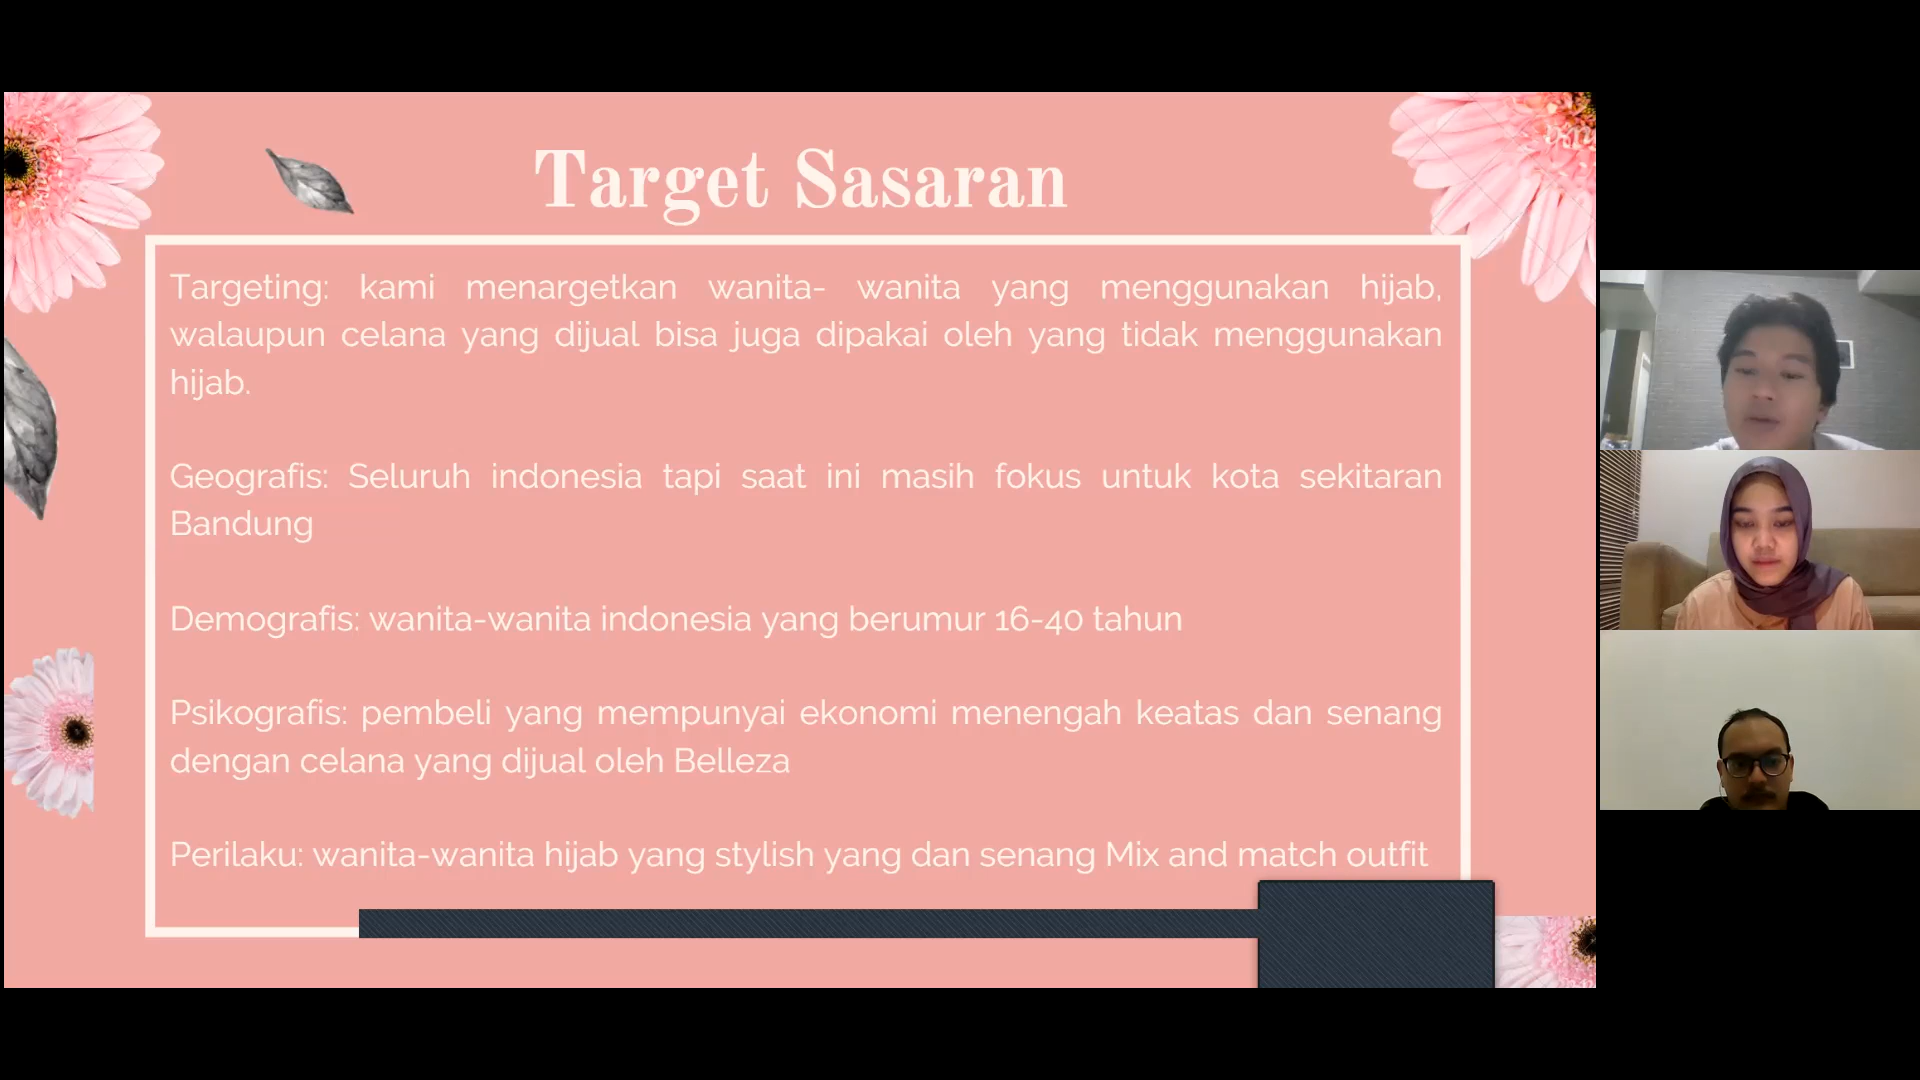 Target Sasaran
Targeting: kami menargetkan wanita- wanita yang menggunakan hijab,
walaupun celana yang dijual bisa juga dipakai oleh yang tidak menggunakan
hijab.
Geografis: Seluruh indonesia tapi saat ini masih fokus untuk kota sekitaran
Bandung
Demografis: wanita-wanita indonesia yang berumur 16-40 tahun
Psikografis: pembeli yang mempunyai ekonomi menengah keatas dan senang
dengan celana yang dijual oleh Belleza
Perilaku: wanita-wanita hijab yang stylish yang dan senang Mix and match outfit